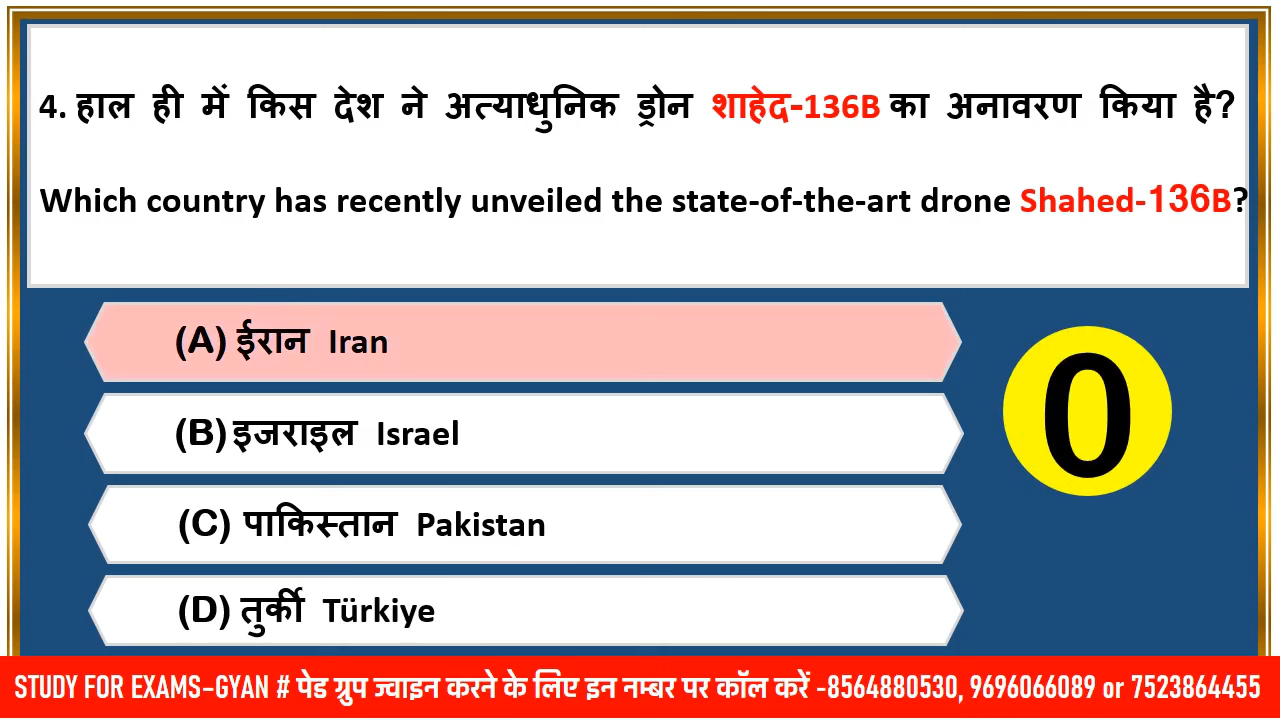 4. हाल ही में किस देश ने अत्याधुनिक ड्रोन शाहेद-136B का अनावरण किया है?
Which country has recently unveiled the state-of-the-art drone Shahed-136B?
(A) ईरान Iran
0
(B) इजराइल Israel
(C) पाकिस्तान Pakistan
(D) तुर्की Türkiye
STUDY FOR EXAMS-GYAN # पेड ग्रुप ज्वाइन करने के लिए इन नम्बर पर कॉल करें -8564880530, 9696066089 or 7523864455